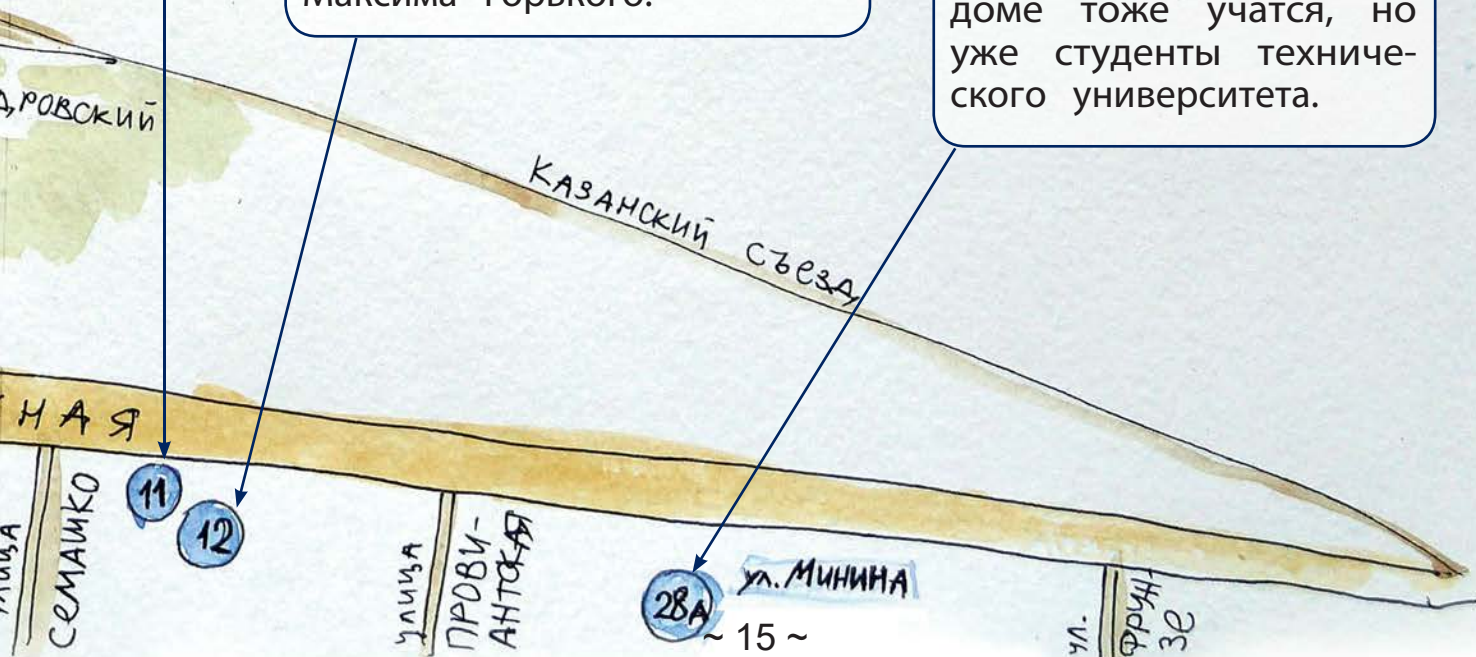 Максима Горького.
доме тоже учатся, но
уже студенты техниче-
ского университета.
ДРОВСКИЙ
КАЗАНСКИЙ СЪЕЗД
НАЯ
11
12
28А
улица
СЕМАШКО
улица
ПРОВИ-
АНТСКАЯ
ул. МИНИНА
ул.
ФРУН-
ЗЕ
~ 15 ~